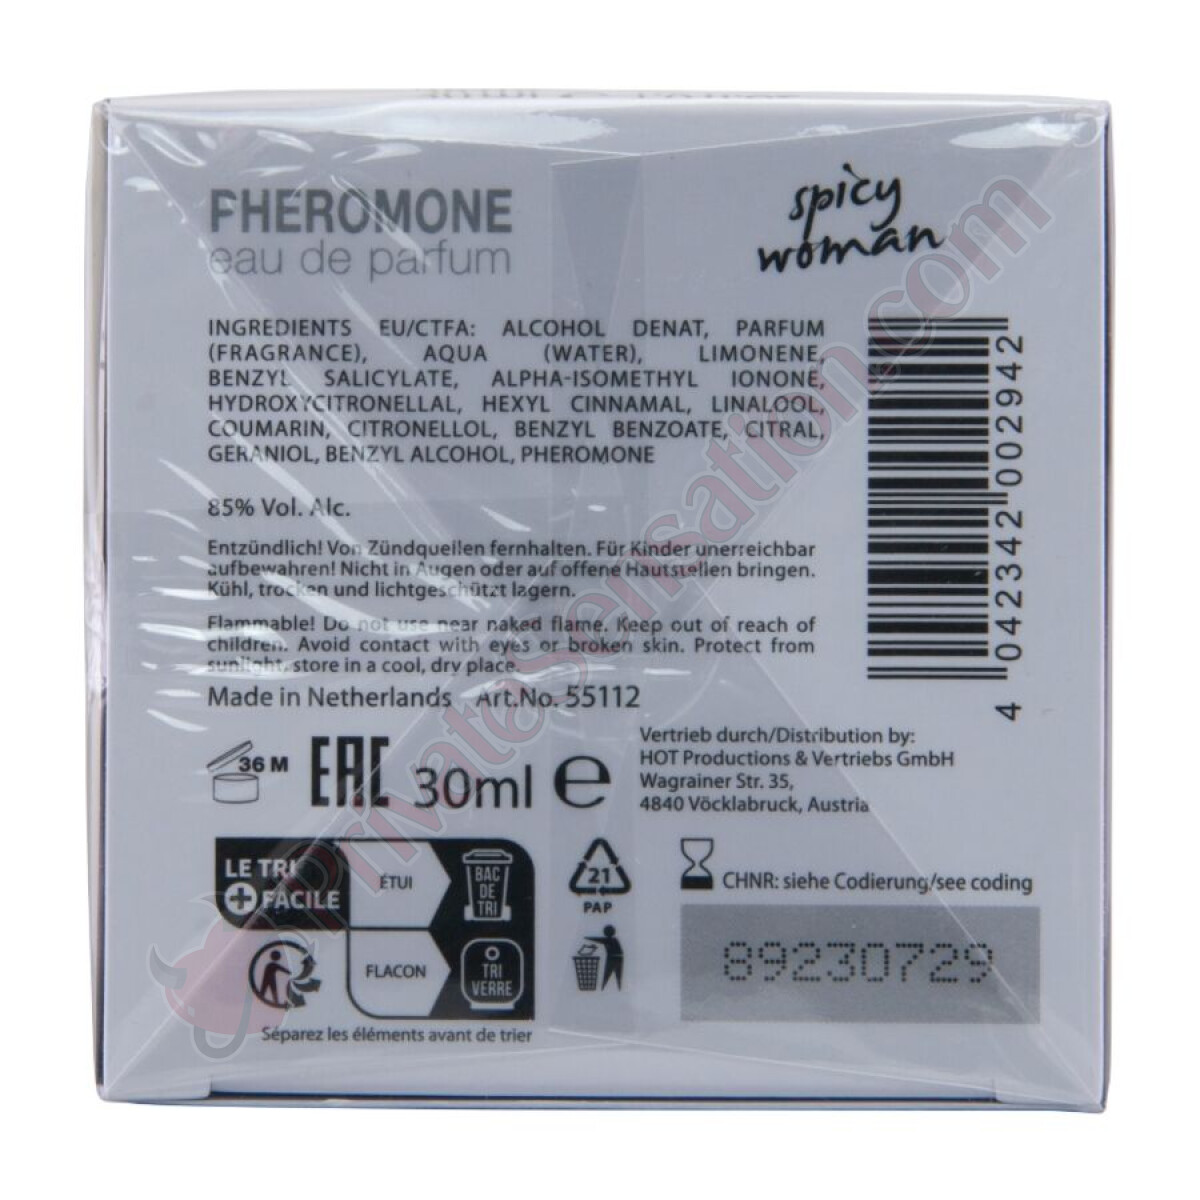 PHEROMONE
eau de parfum
spicy
woman
INGREDIENTS EU/CTFA: ALCOHOL DENAT, PARFUM
(FRAGRANCE), AQUA (WATER), LIMONENE,
BENZYL SALICYLATE, ALPHA-ISOMETHYL IONONE,
HYDROXYCITRONELLAL, HEXYL CINNAMAL, LINALOOL,
COUMARIN, CITRONELLOL, BENZYL BENZOATE, CITRAL,
GERANIOL, BENZYL ALCOHOL, PHEROMONE
85% Vol. Alc.
Entzündlich! Von Zündquellen fernhalten. Für Kinder unerreichbar
aufbewahren! Nicht in Augen oder auf offene Hautstellen bringen.
Kühl, trocken und lichtgeschützt lagern.
Flammable! Do not use near naked flame. Keep out of reach of
children. Avoid contact with eyes or broken skin. Protect from
sunlight, store in a cool, dry place.
Made in Netherlands Art.No. 55112
4 042342 002942
36 M
EAC
30ml e
Vertrieb durch/Distribution by:
HOT Productions & Vertriebs GmbH
Wagrainer Str. 35,
4840 Vöcklabruck, Austria
LE TRI
+ FACILE
ÉTUI
BAC
DE
TRI
FLACON
TRI
VERRE
Séparez les éléments avant de trier
21
PAP
CHNR: siehe Codierung/see coding
89230729
PrivataSensation.com